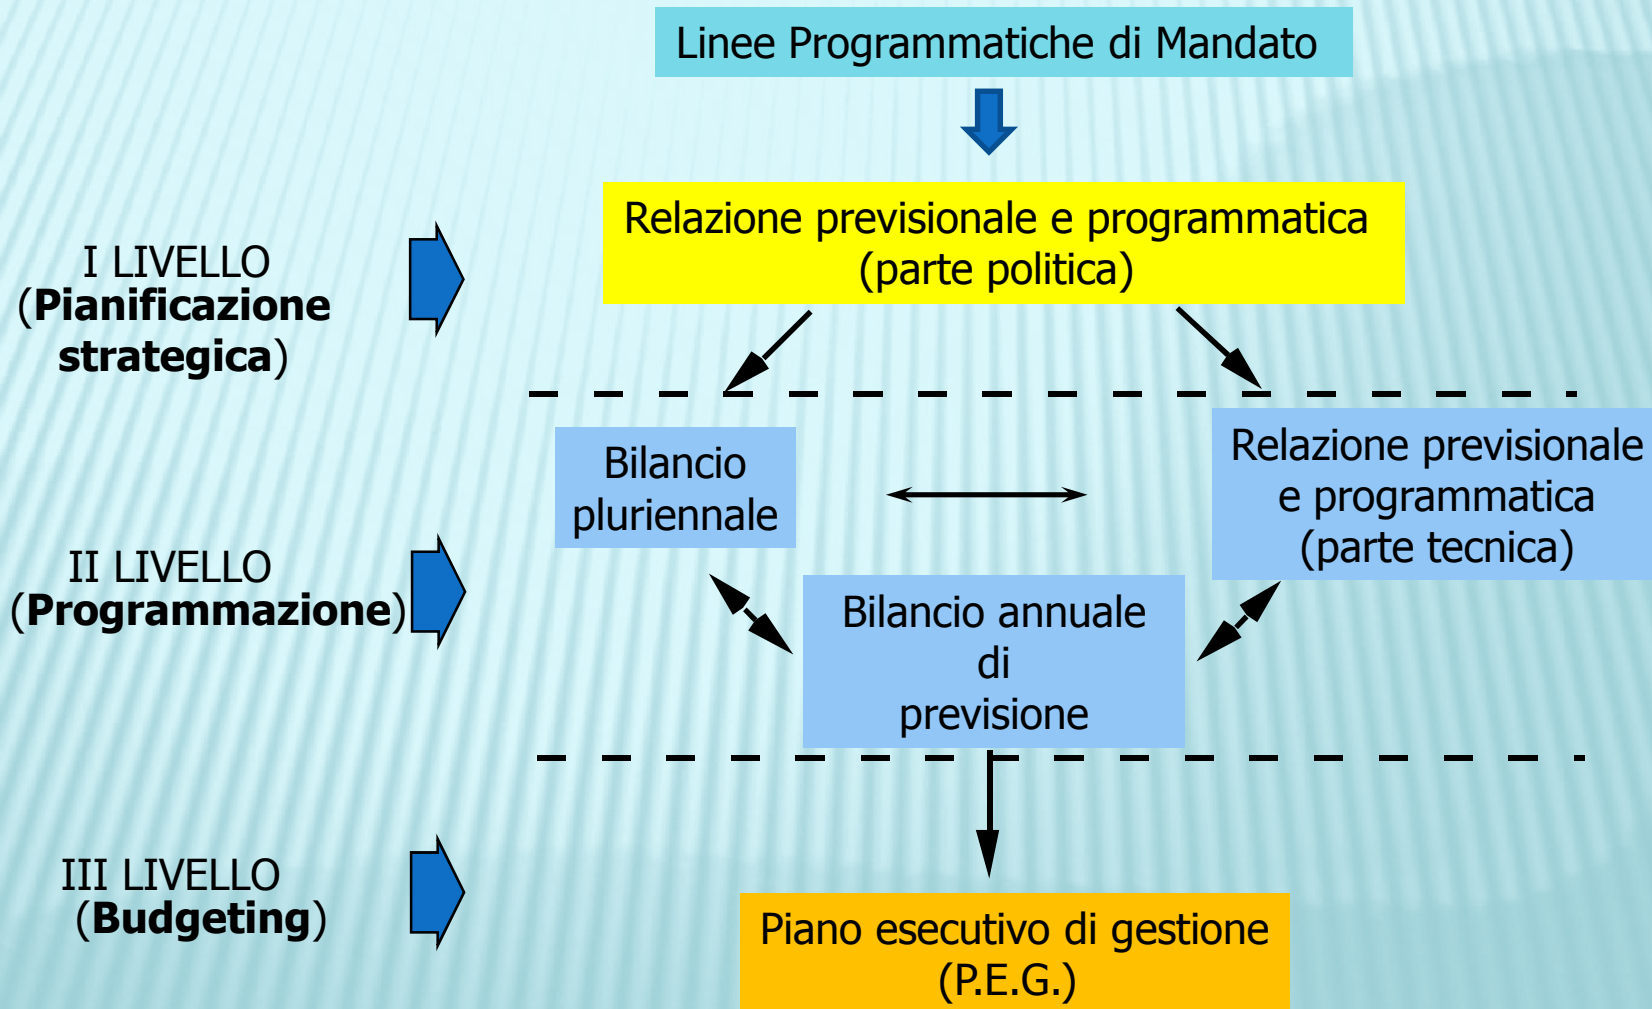 Linee Programmatiche di Mandato
Relazione previsionale e programmatica
(parte politica)
I LIVELLO
(Pianificazione
strategica)
Bilancio
pluriennale
Relazione previsionale
e programmatica
(parte tecnica)
II LIVELLO
(Programmazione)
Bilancio annuale
di
previsione
III LIVELLO
(Budgeting)
Piano esecutivo di gestione
(P.E.G.)